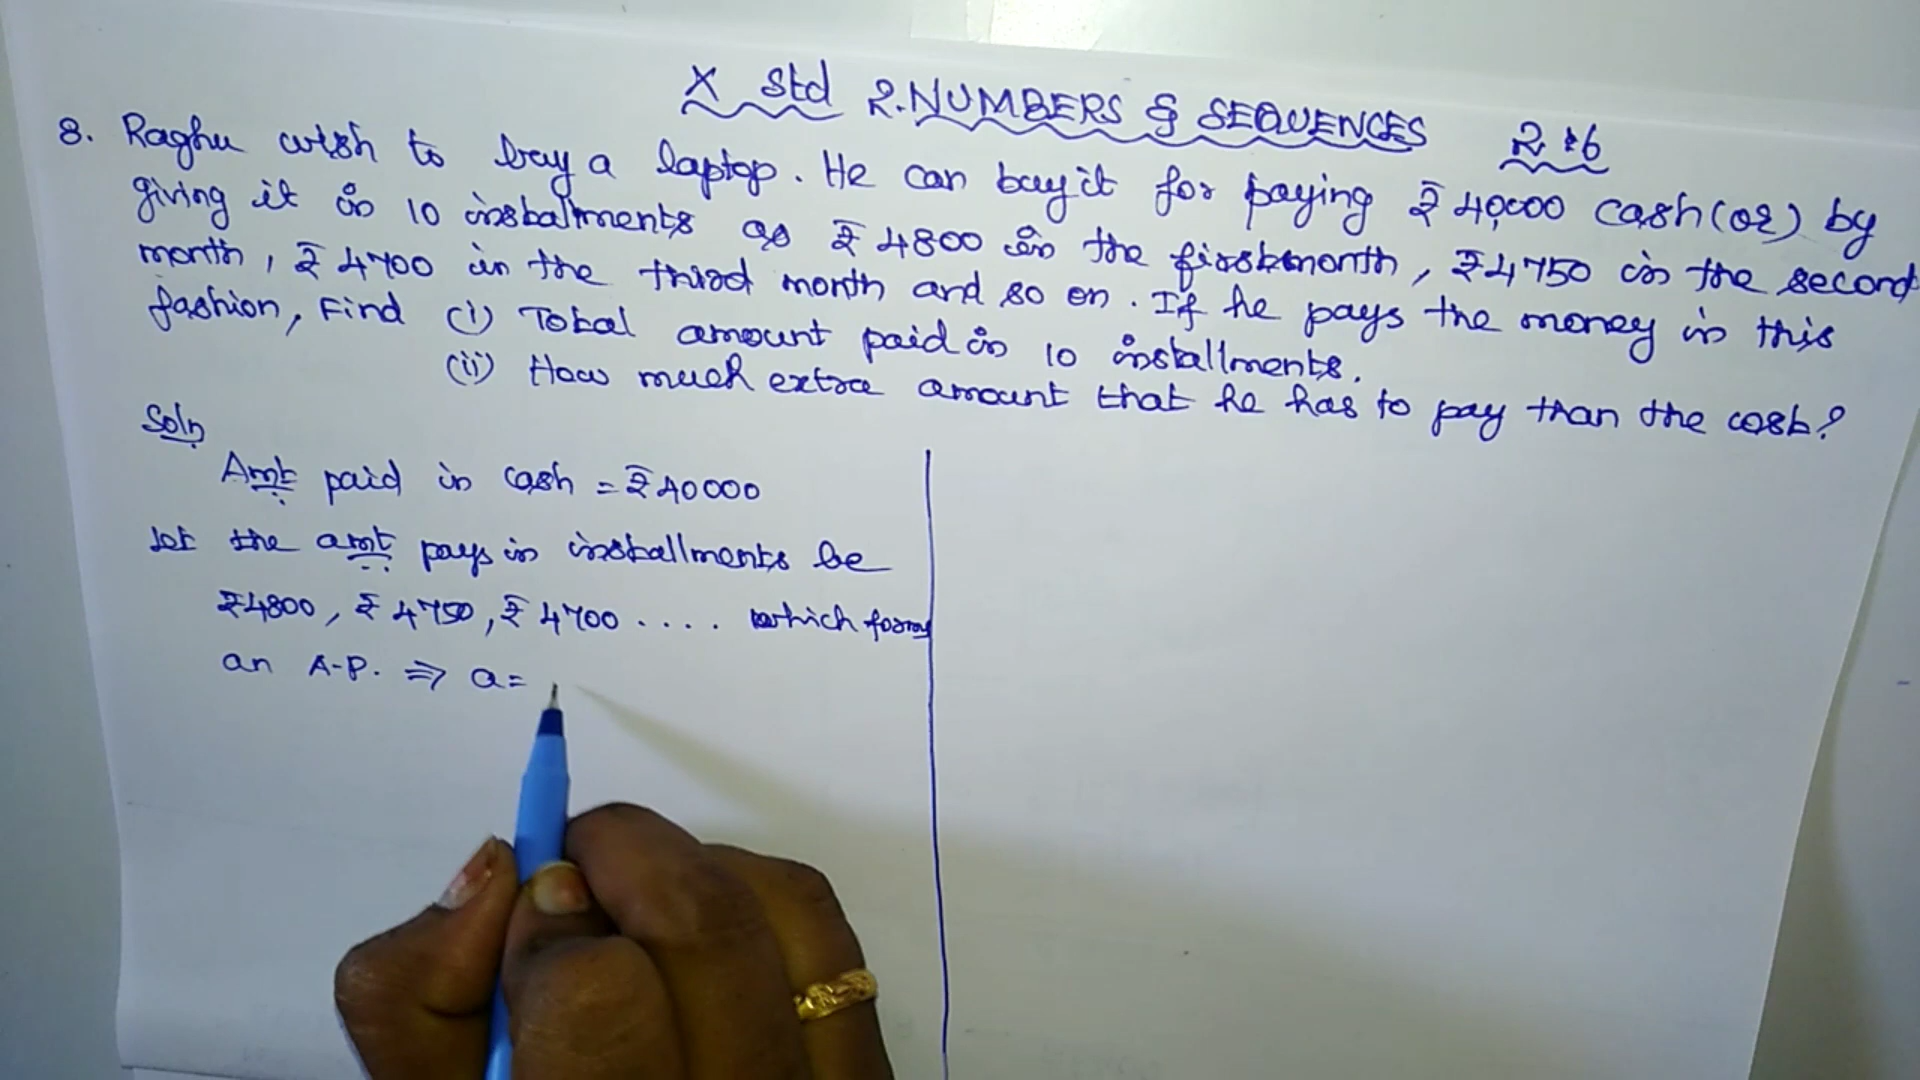 X Std 2.NUMBERS & SEQUENCES 2.6
8. Raghu wish to buy a laptop. He can buy it for paying ₹40,000 cash (or) by
giving it in 10 installments as ₹4800 in the first month, ₹4750 in the second
month, ₹4700 in the third month and so on. If he pays the money in this
fashion, Find (i) Total amount paid in 10 installments.
(ii) How much extra amount that he has to pay than the cost?
Soln
Amt paid in cash = ₹40000
Let the amt pays in installments be
₹4800, ₹4750, ₹4700 .... which forms
an A.P. ⇒ a=